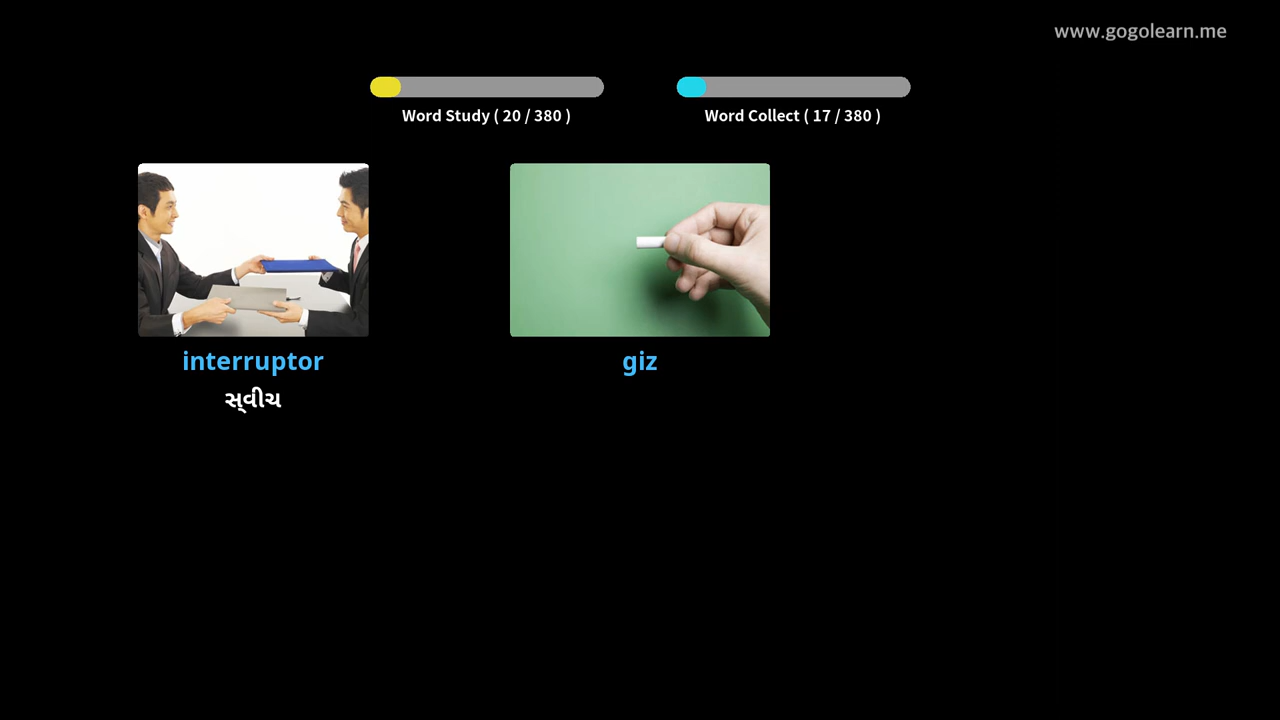 www.gogolearn.me
Word Study ( 20 / 380 )
Word Collect ( 17 / 380 )
interruptor
giz
સ્વીચ